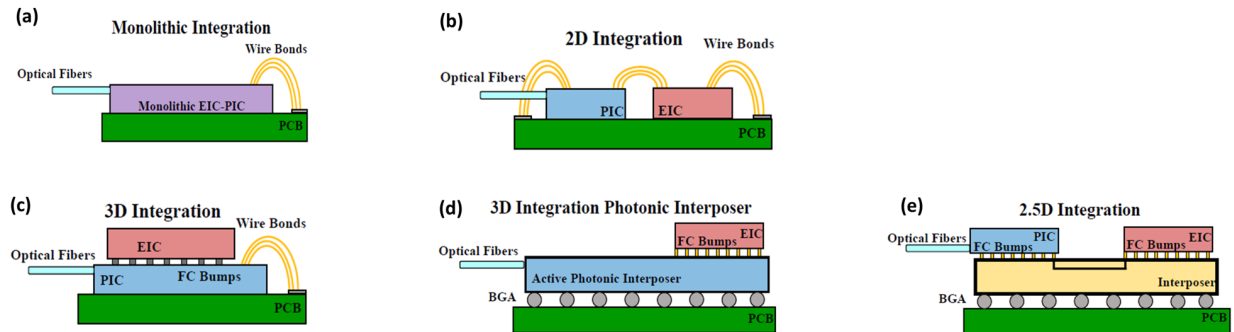 (a)
Monolithic Integration
Wire Bonds
Optical Fibers
Monolithic EIC-PIC
PCB
(b)
2D Integration
Wire Bonds
Optical Fibers
PIC
EIC
PCB
(c)
3D Integration
Wire Bonds
EIC
Optical Fibers
PIC
FC Bumps
PCB
(d)
3D Integration Photonic Interposer
EIC
FC Bumps
Optical Fibers
Active Photonic Interposer
BGA
PCB
(e)
2.5D Integration
PIC
EIC
Optical Fibers
FC Bumps
FC Bumps
Interposer
BGA
PCB